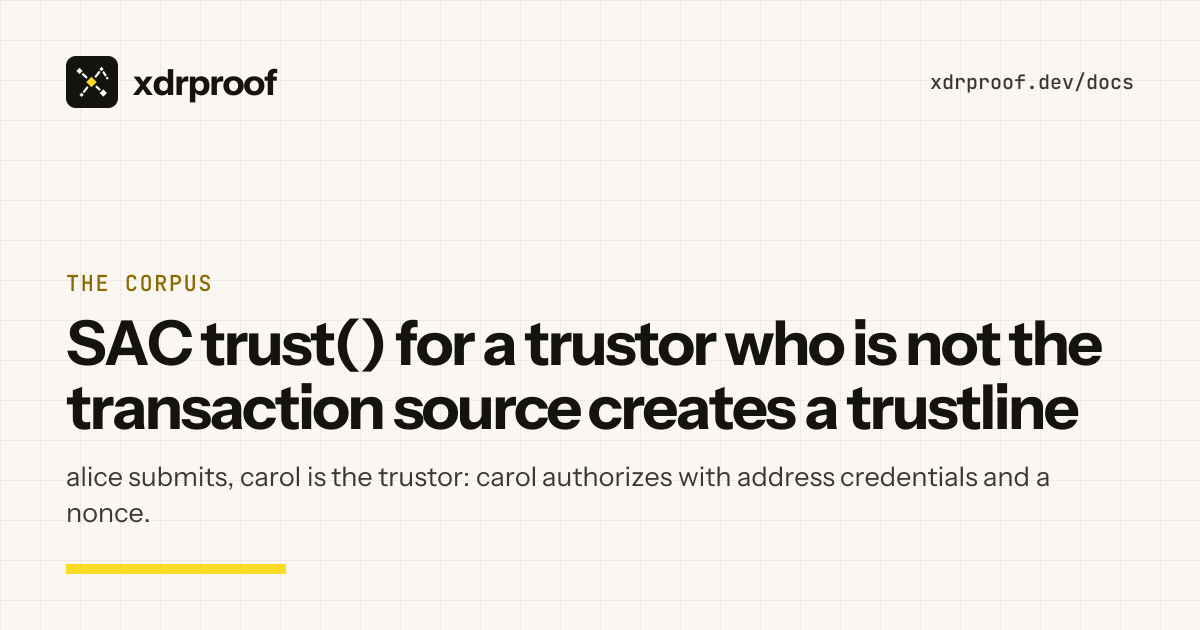 xdrproof
xdrproof.dev/docs
THE CORPUS
SAC trust() for a trustor who is not the
transaction source creates a trustline
alice submits, carol is the trustor: carol authorizes with address credentials and a
nonce.